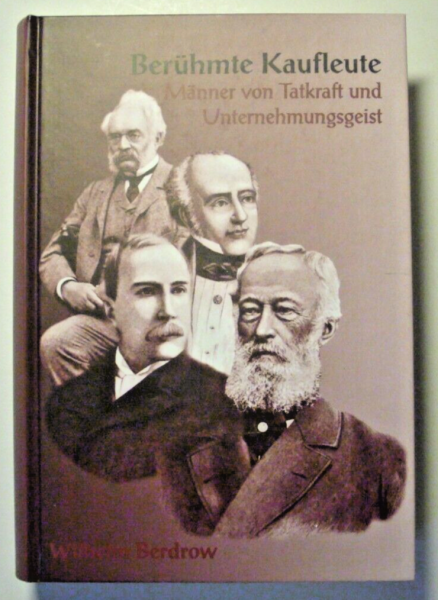 Berühmte Kaufleute
Männer von Tatkraft und
Unternehmungsgeist
Wilhelm Berdrow